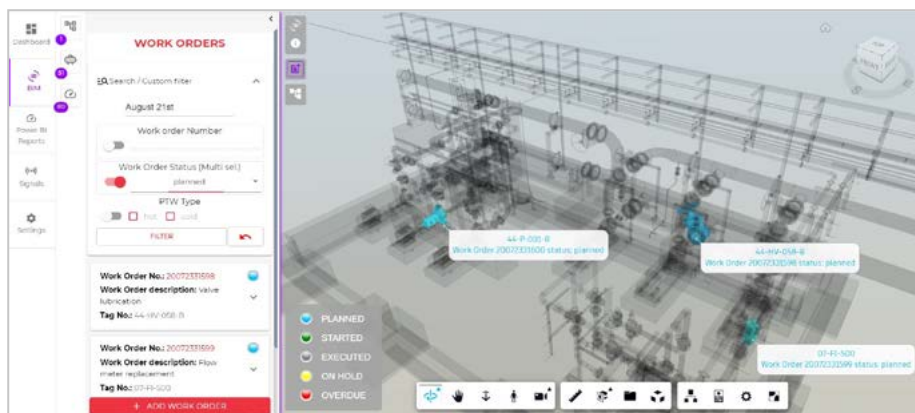 Dashboard
BIM
Power BI
Reports
Signals
Settings
WORK ORDERS
Search / Custom filter
August 21st
Work order Number
Work Order Status (Multi sel.)
planned
PTW Type
hot
cold
FILTER
Work Order No.: 20072331598
Work Order description: Valve
lubrication
Tag No.: 44-HV-058-B
Work Order No.: 20072331599
Work Order description: Flow
meter replacement
Tag No.: 07-FI-500
+ ADD WORK ORDER
PLANNED
STARTED
EXECUTED
ON HOLD
OVERDUE
Work Order 20072331600 status: planned
44-HV-058-B
Work Order 20072331598 status: planned
07-FI-500
Work Order 20072331599 status: planned
FRONT